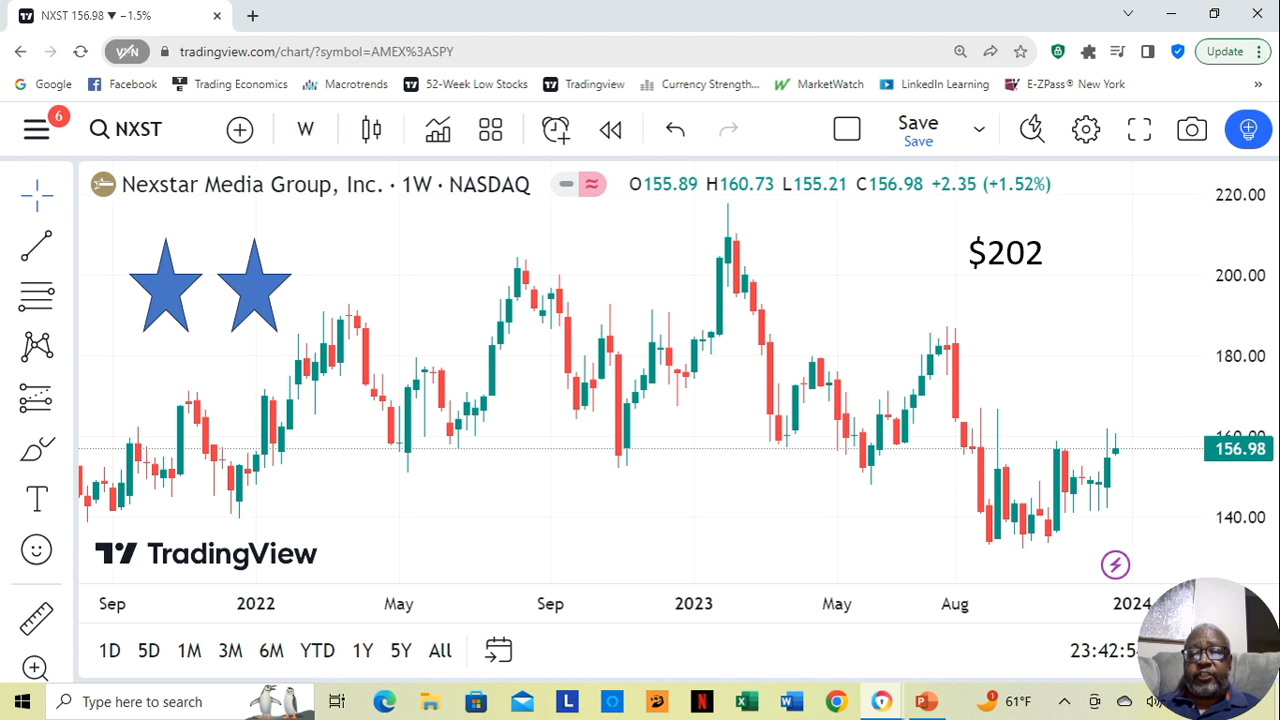 NXST 156.98 ▼ −1.5%
tradingview.com/chart/?symbol=AMEX%3ASPY
Update
Google Facebook Trading Economics Macrotrends 52-Week Low Stocks Tradingview Currency Strength... MarketWatch LinkedIn Learning E-ZPass® New York »
6
NXST W Save
Save
Nexstar Media Group, Inc. · 1W · NASDAQ O155.89 H160.73 L155.21 C156.98 +2.35 (+1.52%)
220.00
$202
200.00
180.00
156.98
140.00
TradingView
Sep 2022 May Sep 2023 May Aug 2024
1D 5D 1M 3M 6M YTD 1Y 5Y All
Type here to search
1
61°F